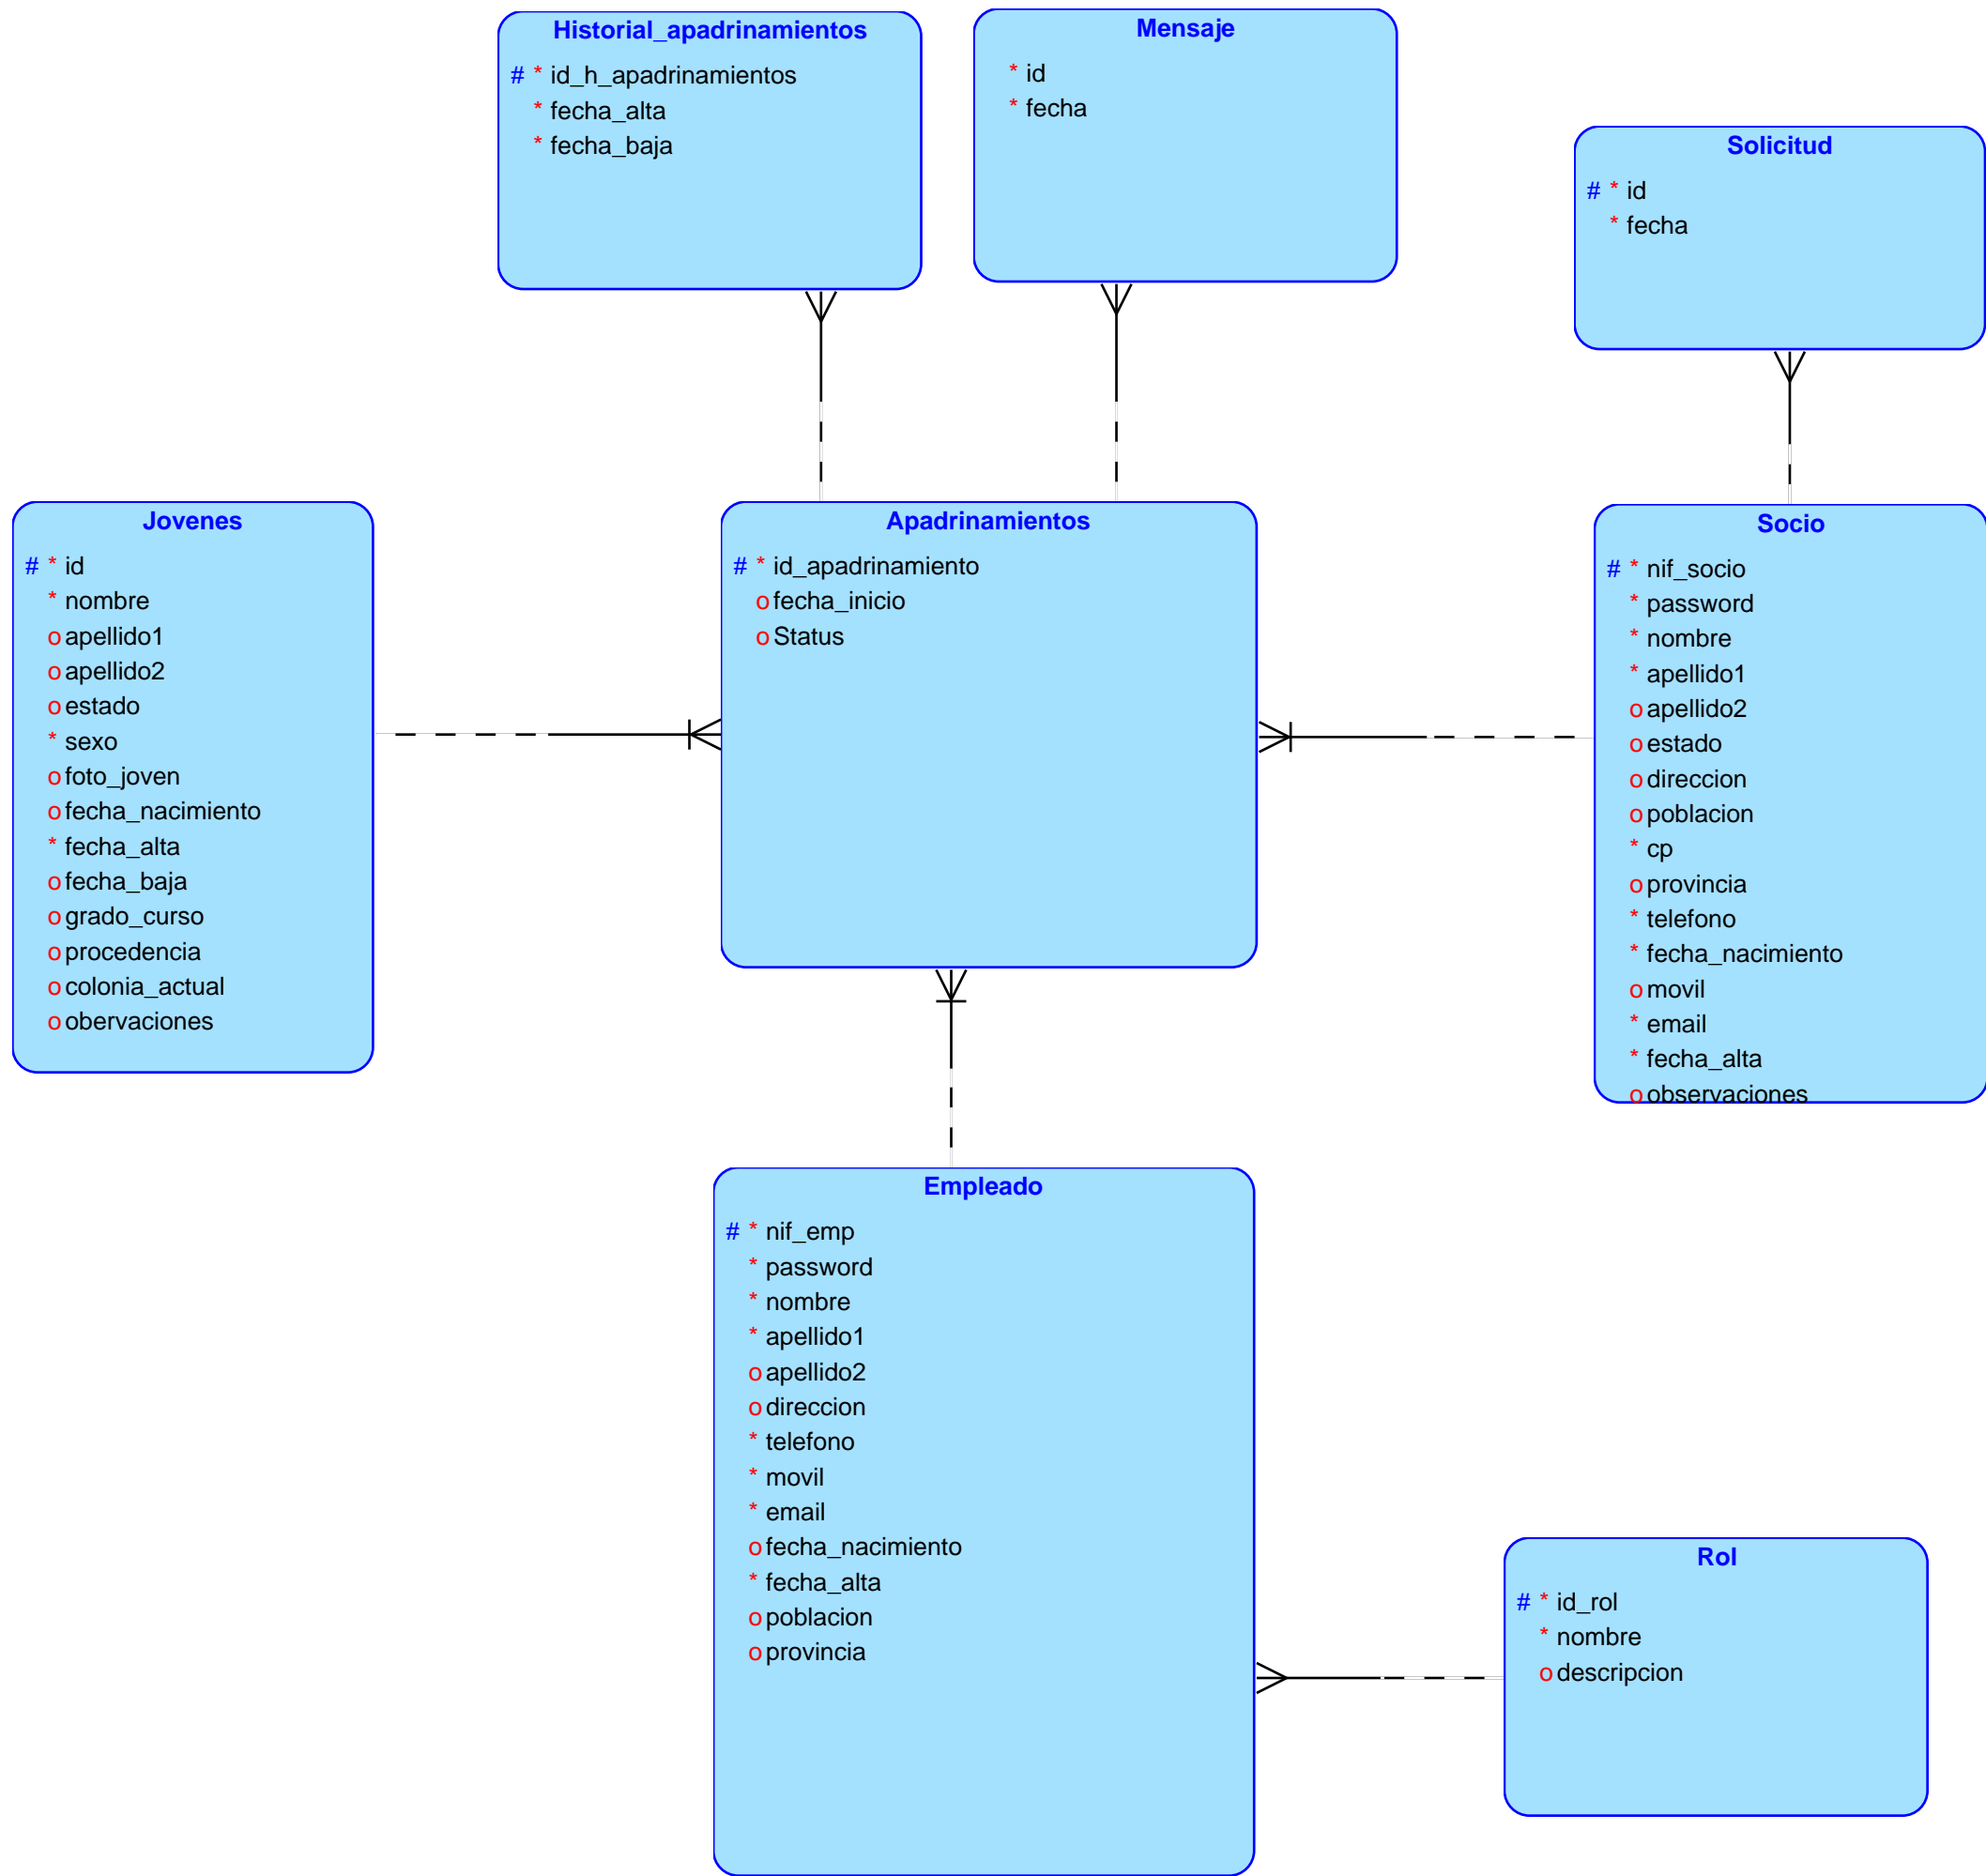 Historial_apadrinamientos
# * id_h_apadrinamientos
* fecha_alta
* fecha_baja
Mensaje
* id
* fecha
Solicitud
# * id
* fecha
Jovenes
# * id
* nombre
o apellido1
o apellido2
o estado
* sexo
o foto_joven
o fecha_nacimiento
* fecha_alta
o fecha_baja
o grado_curso
o procedencia
o colonia_actual
o obervaciones
Apadrinamientos
# * id_apadrinamiento
o fecha_inicio
o Status
Socio
# * nif_socio
* password
* nombre
* apellido1
o apellido2
o estado
o direccion
o poblacion
* cp
o provincia
* telefono
* fecha_nacimiento
o movil
* email
* fecha_alta
o observaciones
Empleado
# * nif_emp
* password
* nombre
* apellido1
o apellido2
o direccion
* telefono
* movil
* email
o fecha_nacimiento
* fecha_alta
o poblacion
o provincia
Rol
# * id_rol
* nombre
o descripcion